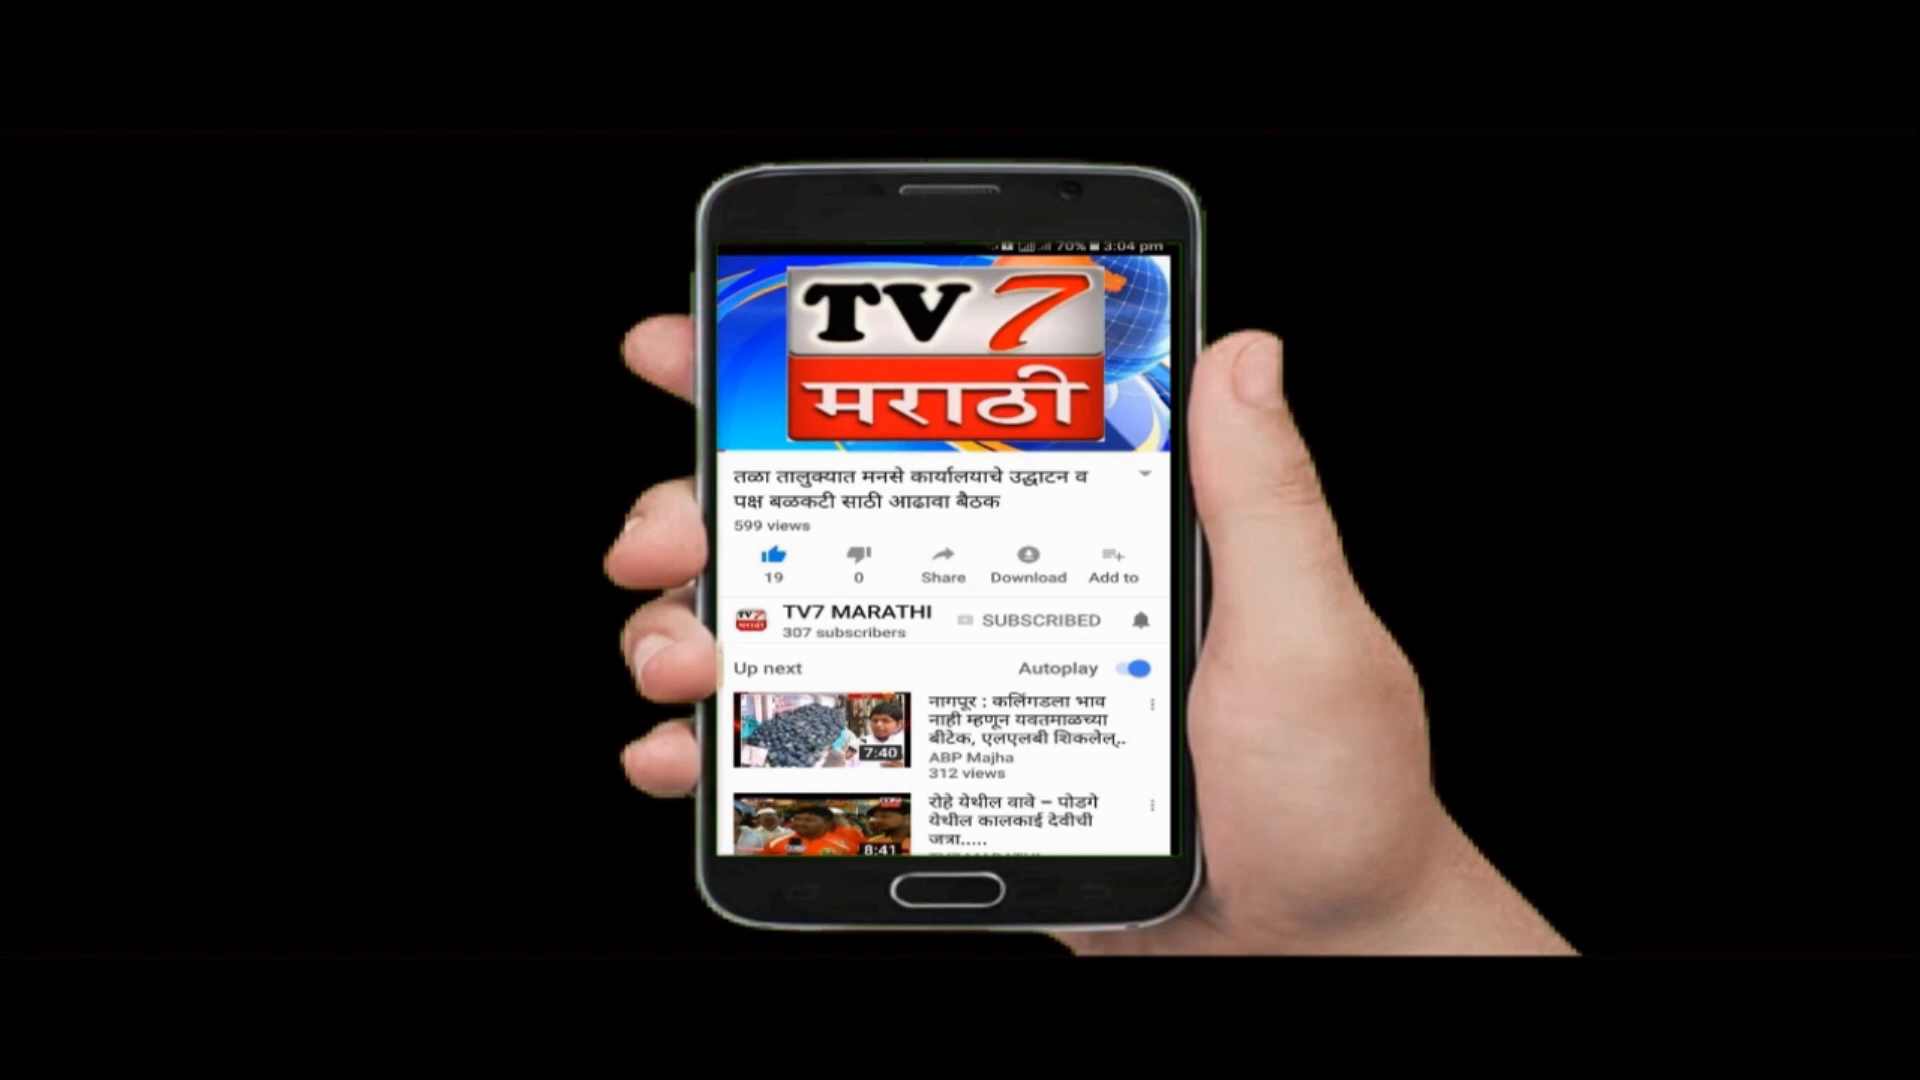 70% 3:04 pm
TV7
मराठी
तळा तालुक्यात मनसे कार्यालयाचे उद्धाटन व
पक्ष बळकटी साठी आढावा बैठक
599 views
19 0 Share Download Add to
TV7 MARATHI
307 subscribers
SUBSCRIBED
Up next Autoplay
7:40
नागपूर : कलिंगडला भाव
नाही म्हणून यवतमाळच्या
बीटेक, एलएलबी शिकलेल्..
ABP Majha
312 views
8:41
रोहे येथील वावे – पोडगे
येथील कालकाई देवीची
जत्रा.....